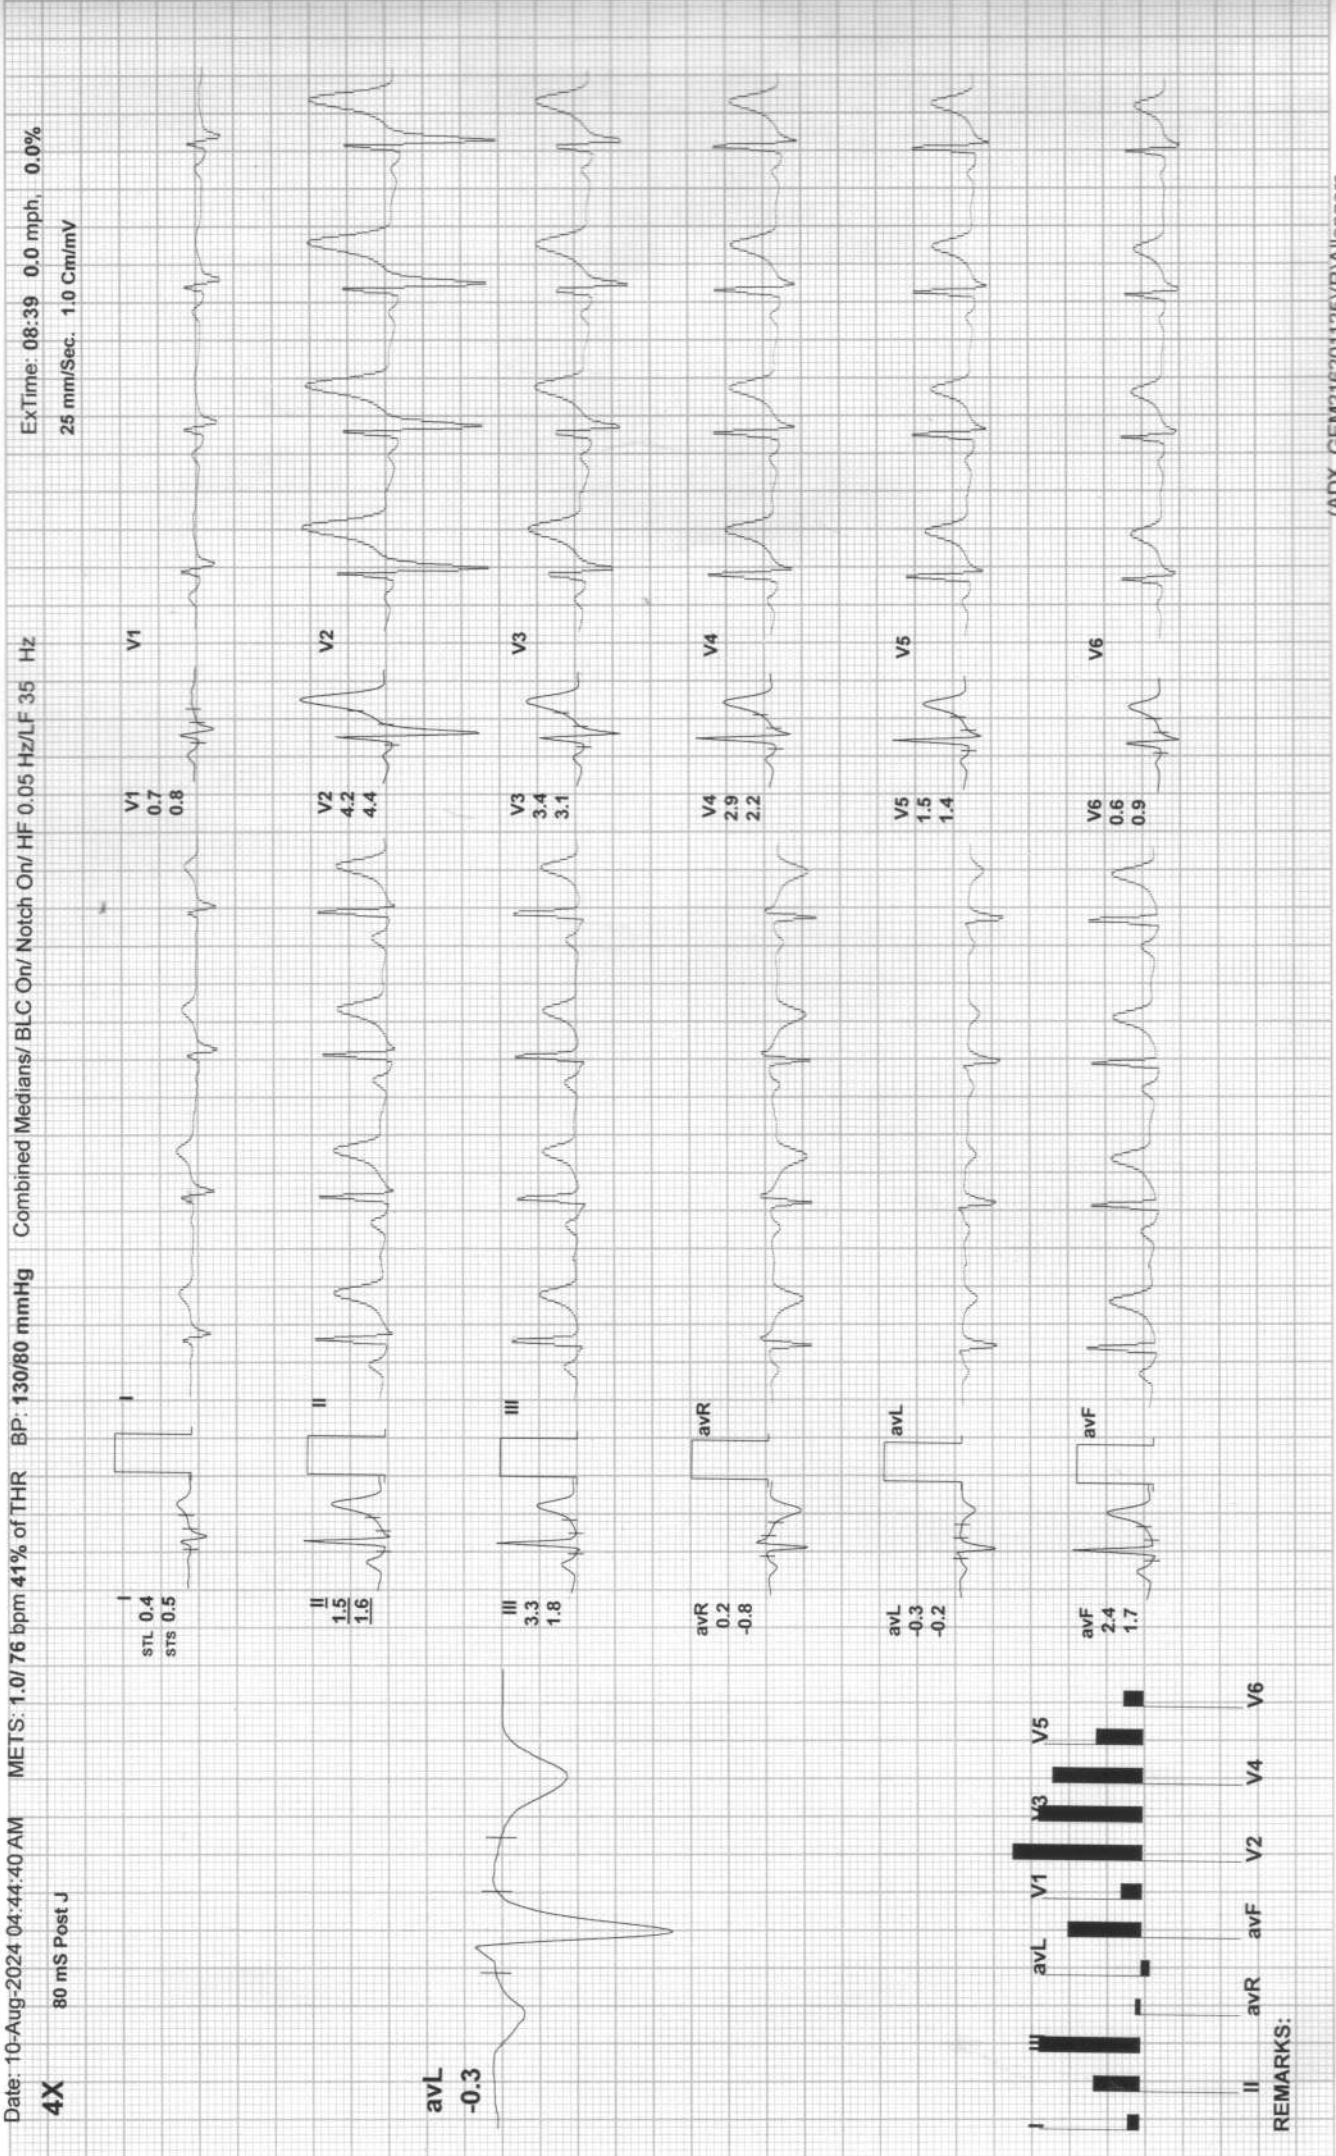 Date: 10-Aug-2024 04:44:40 AM METS: 1.0/ 76 bpm 41% of THR BP: 130/80 mmHg Combined Medians/ BLC On/ Notch On/ HF 0.05 Hz/LF 35 Hz ExTime: 08:39 0.0 mph, 0.0%
4X 80 mS Post J 25 mm/Sec. 1.0 Cm/mV
I
STL 0.4
STS 0.5
I
V1
0.7
0.8
V1
II
1.5
1.6
II
V2
4.2
4.4
V2
avL
-0.3
III
3.3
1.8
III
V3
3.4
3.1
V3
avR
0.2
-0.8
avR
V4
2.9
2.2
V4
avL
-0.3
-0.2
avL
V5
1.5
1.4
V5
avF
2.4
1.7
avF
V6
0.6
0.9
V6
I III avL V1 V3 V5
II avR avF V2 V4 V6
REMARKS: